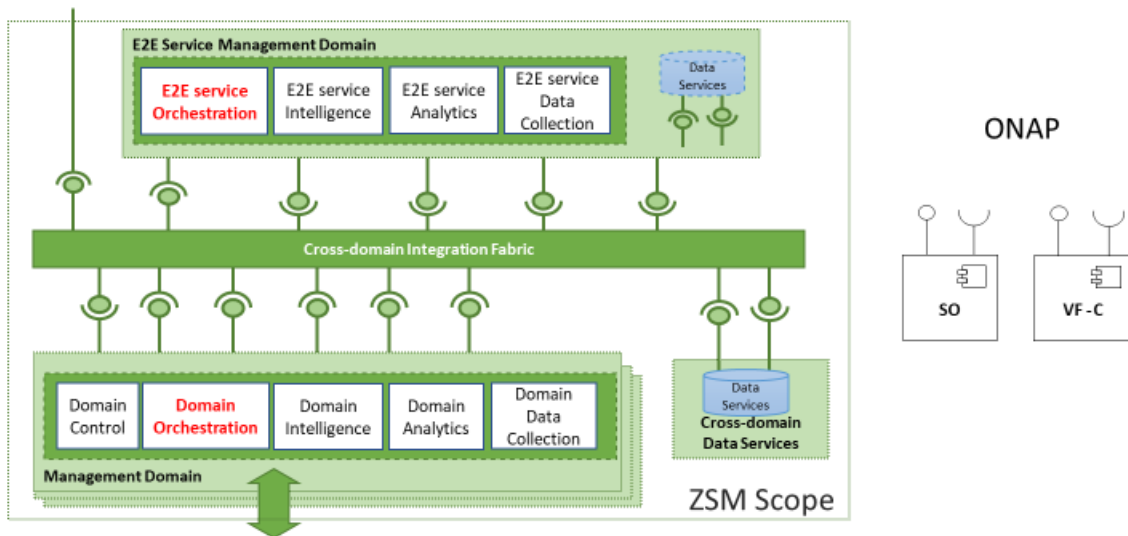 E2E Service Management Domain
E2E service
Orchestration
E2E service
Intelligence
E2E service
Analytics
E2E service
Data
Collection
Data
Services
ONAP
Cross-domain Integration Fabric
SO
VF -C
Domain
Control
Domain
Orchestration
Domain
Intelligence
Domain
Analytics
Domain
Data
Collection
Management Domain
Data
Services
Cross-domain
Data Services
ZSM Scope